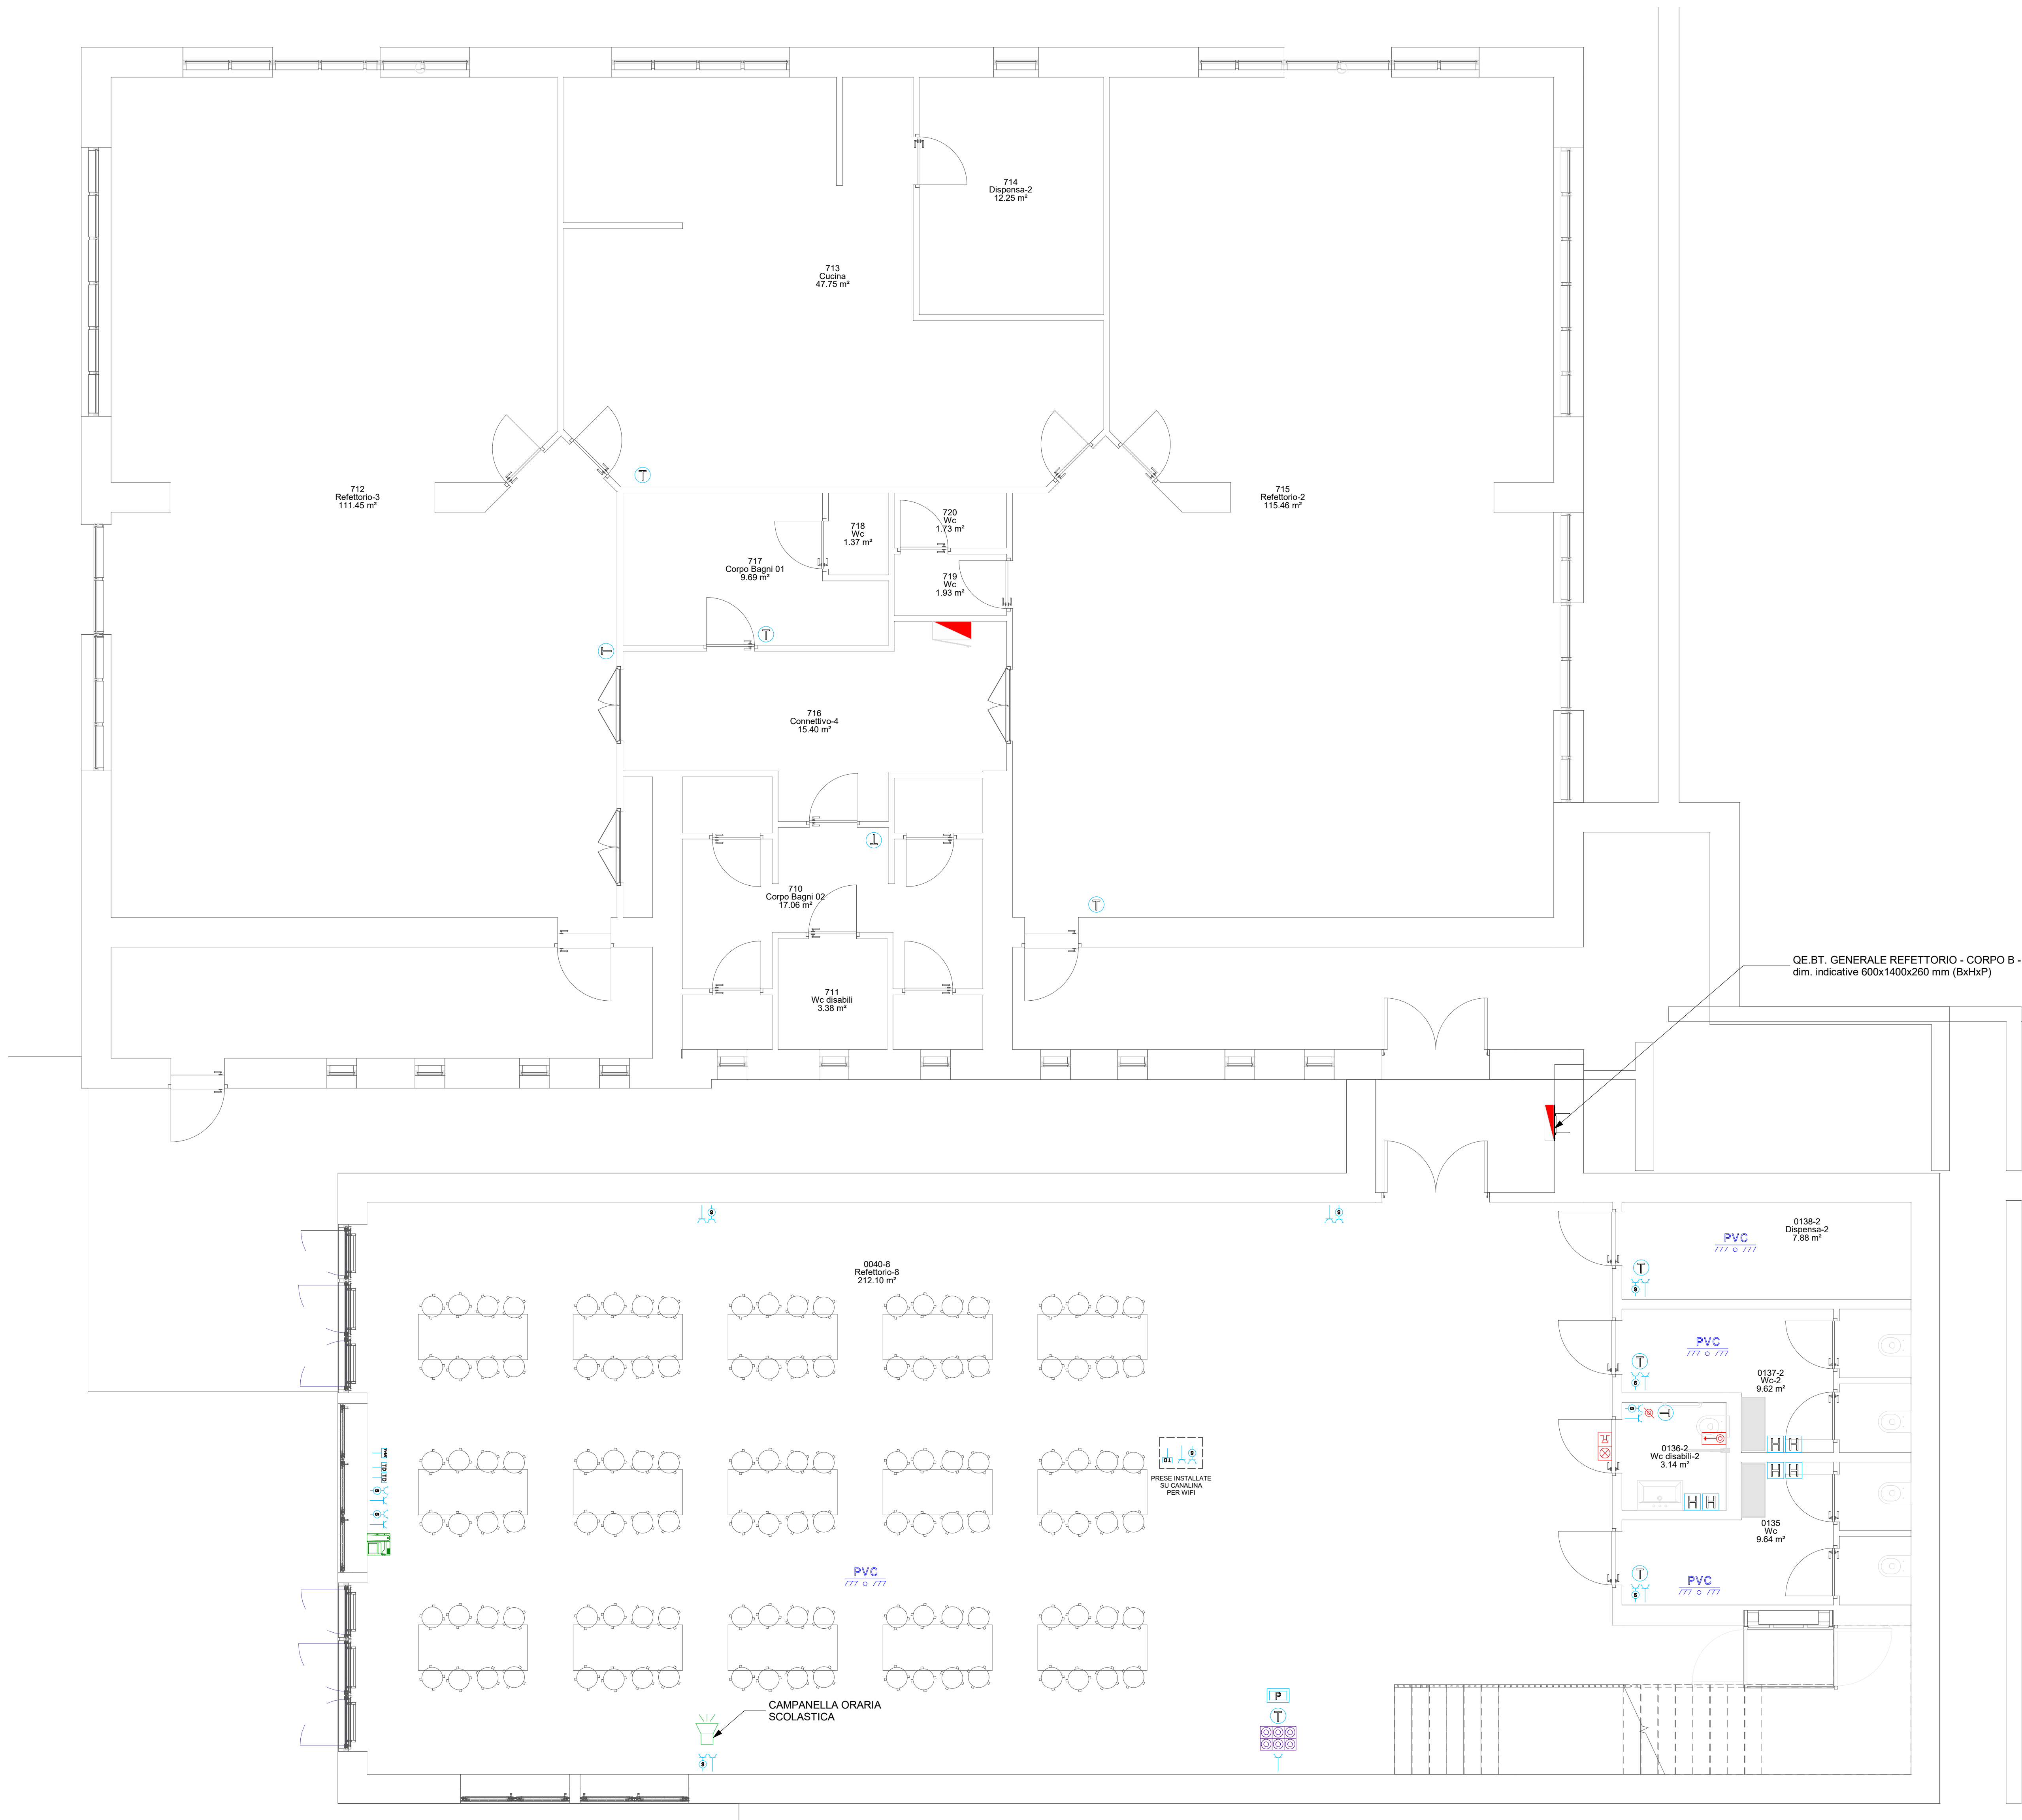 714
Dispensa-2
12.25 m²
713
Cucina
47.75 m²
712
Refettorio-3
111.45 m²
715
Refettorio-2
115.46 m²
T
718
Wc
1.37 m²
720
Wc
1.73 m²
717
Corpo Bagni 01
9.69 m²
719
Wc
1.93 m²
T
T
716
Connettivo-4
15.40 m²
T
710
Corpo Bagni 02
17.06 m²
T
QE.BT. GENERALE REFETTORIO - CORPO B -
dim. indicative 600x1400x260 mm (BxHxP)
711
Wc disabili
3.38 m²
S
S
0138-2
Dispensa-2
7.88 m²
PVC
T
S
0040-8
Refettorio-8
212.10 m²
PVC
T
S
0137-2
Wc-2
9.62 m²
S
T
H H
0136-2
Wc disabili-2
3.14 m²
TD
S
PRESE INSTALLATE
SU CANALINA
PER WIFI
TD TD
S
S
H H
H H
0135
Wc
9.64 m²
PVC
T
PVC
S
P
T
CAMPANELLA ORARIA
SCOLASTICA
S